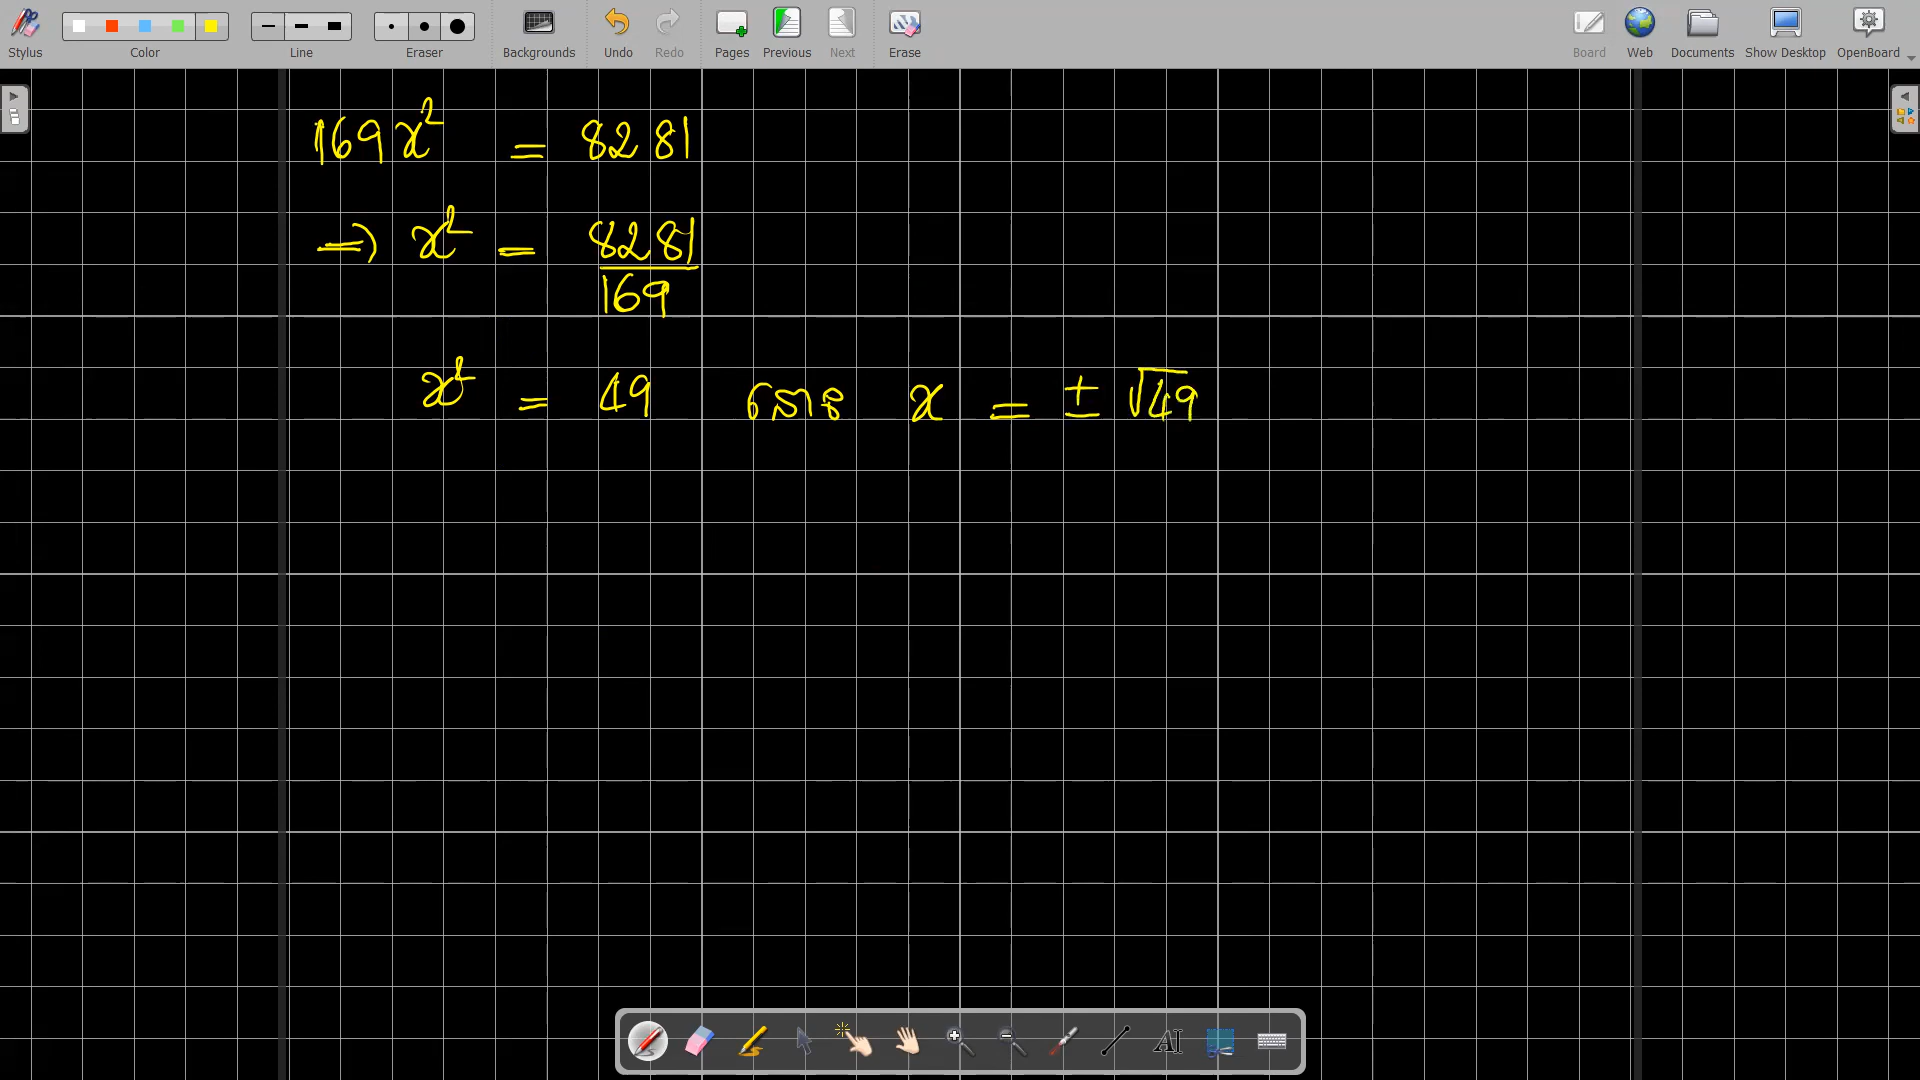 Stylus Color Line Eraser Backgrounds Undo Redo Pages Previous Next Erase Board Web Documents Show Desktop OpenBoard
169x² = 8281
⇒ x² = 8281/169
x² = 49 x = ± √49